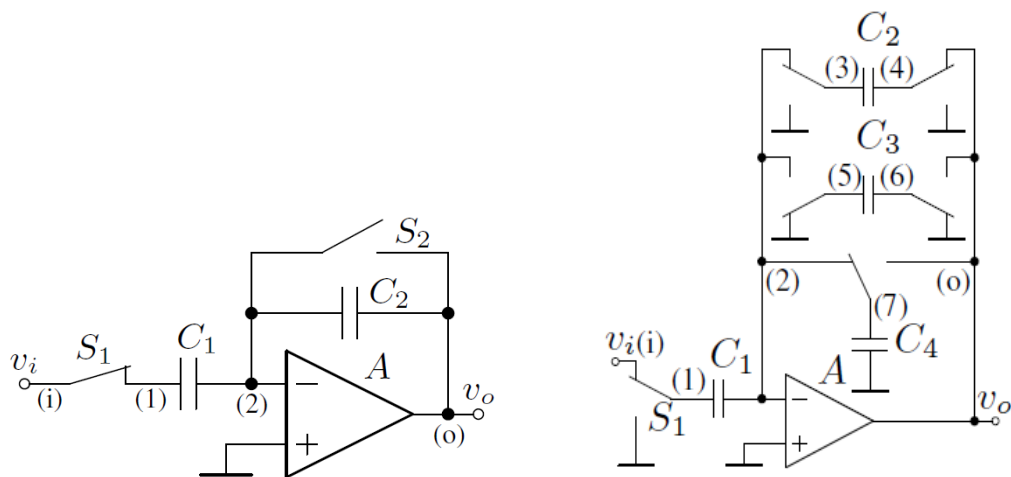 S₂
C₂
v_i
S₁
C₁
A
v_o
(i)
(1)
(2)
(o)
−
+
C₂
(3)
(4)
C₃
(5)
(6)
(2)
(o)
(7)
C₄
v_i(i)
C₁
(1)
A
S₁
v_o
−
+